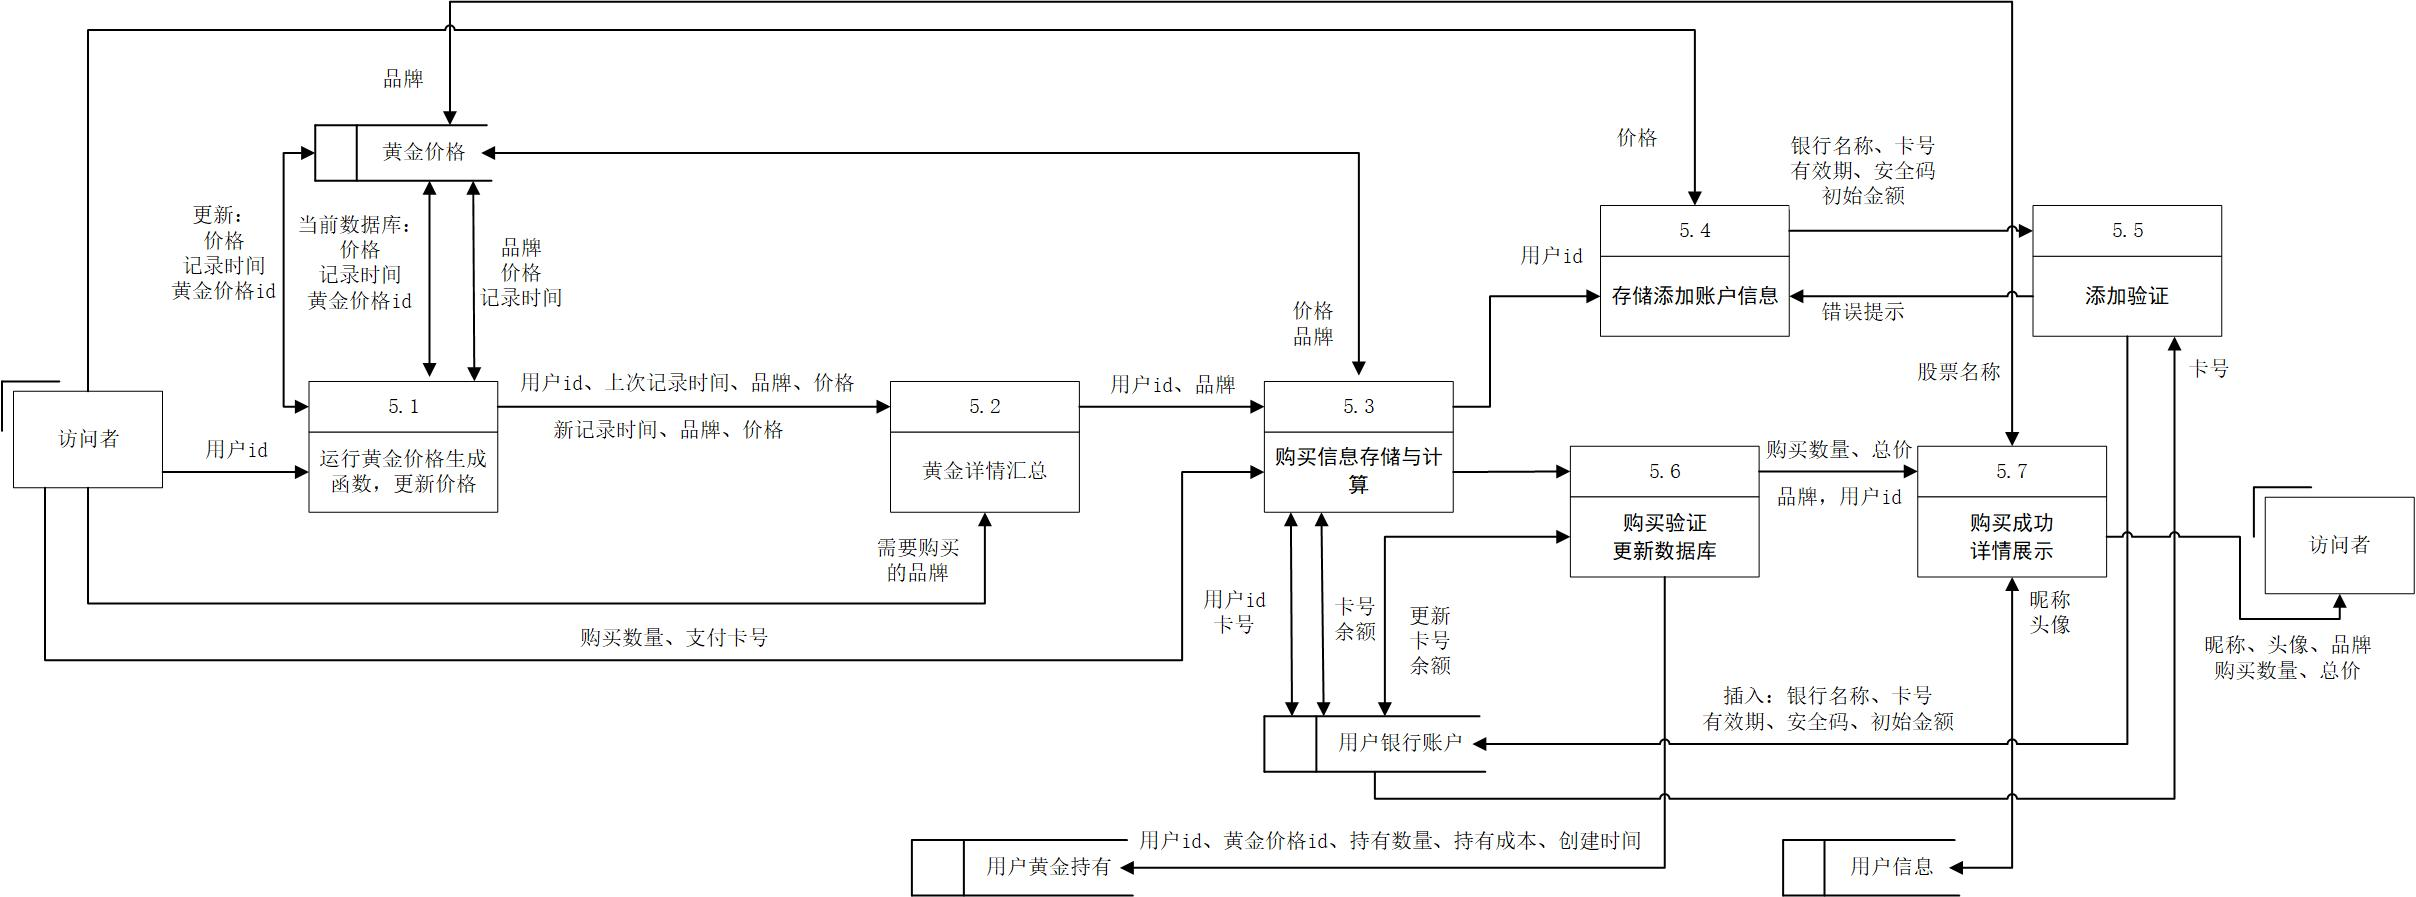 品牌
黄金价格
更新：
价格
记录时间
黄金价格id
当前数据库：
价格
记录时间
黄金价格id
品牌
价格
记录时间
价格
品牌
价格
银行名称、卡号
有效期、安全码
初始金额
5.4
存储添加账户信息
5.5
添加验证
用户id
错误提示
股票名称
卡号
访问者
用户id
5.1
运行黄金价格生成
函数，更新价格
用户id、上次记录时间、品牌、价格
新记录时间、品牌、价格
5.2
黄金详情汇总
用户id、品牌
5.3
购买信息存储与计
算
5.6
购买验证
更新数据库
购买数量、总价
品牌，用户id
5.7
购买成功
详情展示
访问者
需要购买
的品牌
购买数量、支付卡号
用户id
卡号
卡号
余额
更新
卡号
余额
昵称
头像
昵称、头像、品牌
购买数量、总价
插入：银行名称、卡号
有效期、安全码、初始金额
用户银行账户
用户id、黄金价格id、持有数量、持有成本、创建时间
用户黄金持有
用户信息